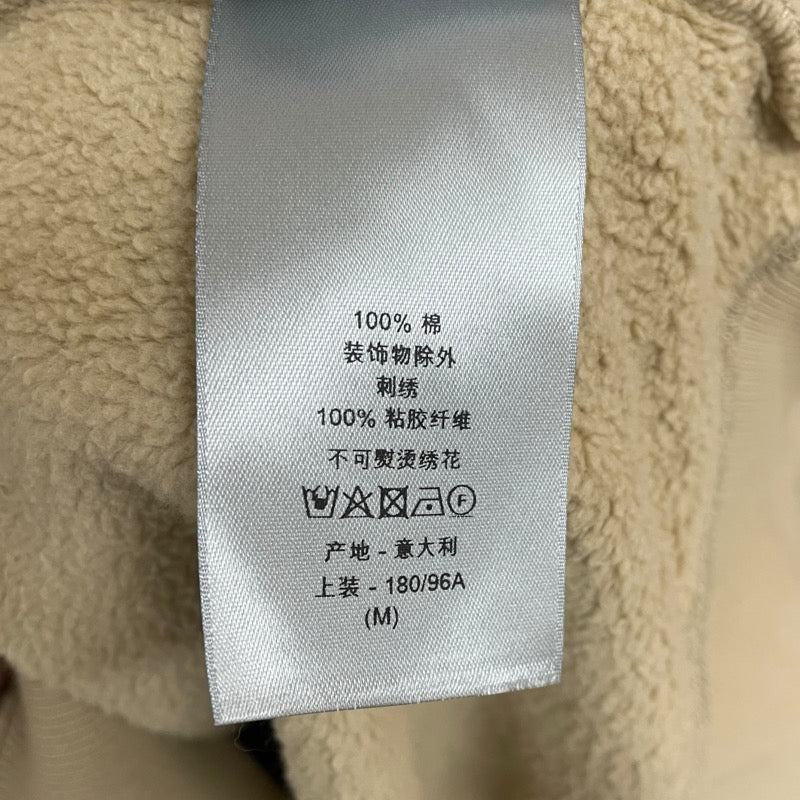 100% 棉
装饰物除外
刺绣
100% 粘胶纤维
不可熨烫绣花
F
产地 - 意大利
上装 - 180/96A
(M)